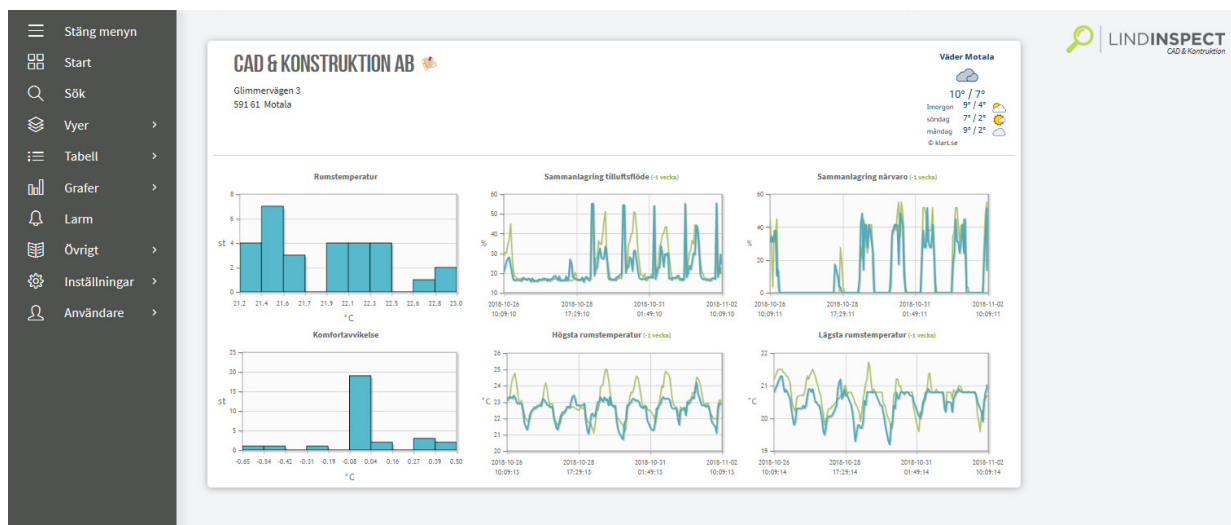 Stäng menyn
Start
Sök
Vyer
Tabell
Grafer
Larm
Övrigt
Inställningar
Användare
CAD & KONSTRUKTION AB
Glimmervägen 3
591 61 Motala
Väder Motala
10° / 7°
Imorgon 9° / 4°
söndag 7° / 2°
måndag 9° / 2°
© klart.se
LINDINSPECT
CAD & Kontruktion
Rumstemperatur
8
6
st 4
2
0
21.2 21.4 21.6 21.7 21.9 22.1 22.3 22.5 22.6 22.8 23.0
°C
Sammanlagring tilluftsflöde (-1 vecka)
60
50
40
%
30
20
10
2018-10-26 2018-10-28 2018-10-31 2018-11-02
10:09:10 17:29:10 01:49:10 10:09:10
Sammanlagring närvaro (-1 vecka)
60
50
40
%
30
20
10
0
2018-10-26 2018-10-28 2018-10-31 2018-11-02
10:09:11 17:29:11 01:49:11 10:09:11
Komfortavvikelse
25
20
15
st
10
5
0
-0.65 -0.54 -0.42 -0.31 -0.19 -0.08 0.04 0.16 0.27 0.39 0.50
°C
Högsta rumstemperatur (-1 vecka)
26
25
24
°C
23
22
21
20
2018-10-26 2018-10-28 2018-10-31 2018-11-02
10:09:13 17:29:13 01:49:13 10:09:13
Lägsta rumstemperatur (-1 vecka)
22
21
°C
20
19
2018-10-26 2018-10-28 2018-10-31 2018-11-02
10:09:14 17:29:14 01:49:14 10:09:14